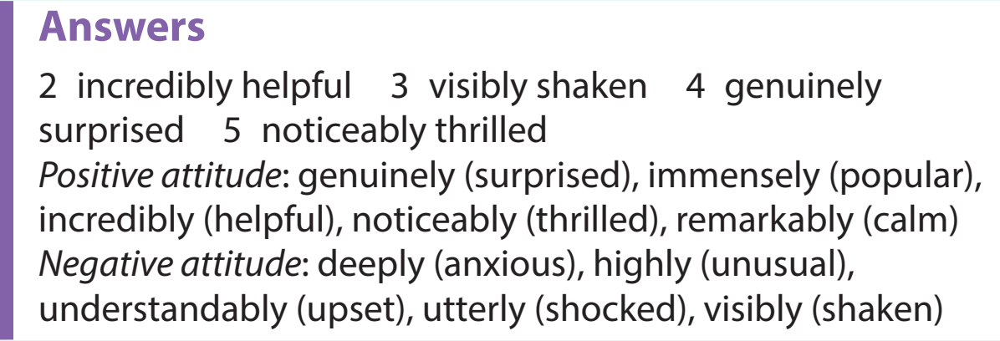 Answers
2 incredibly helpful 3 visibly shaken 4 genuinely
surprised 5 noticeably thrilled
Positive attitude: genuinely (surprised), immensely (popular),
incredibly (helpful), noticeably (thrilled), remarkably (calm)
Negative attitude: deeply (anxious), highly (unusual),
understandably (upset), utterly (shocked), visibly (shaken)